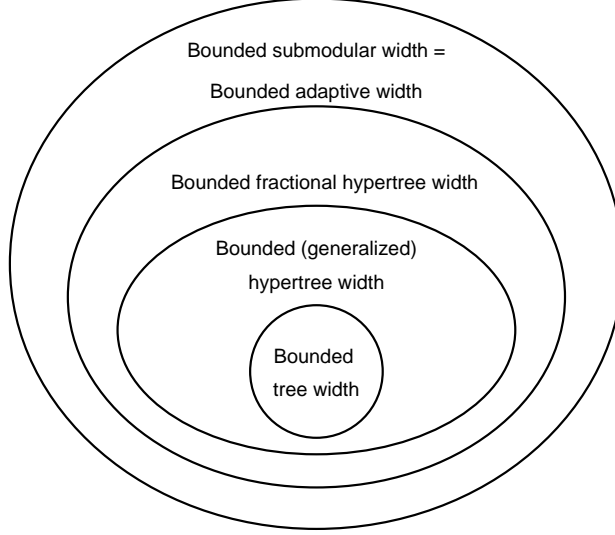 Bounded submodular width =
Bounded adaptive width
Bounded fractional hypertree width
Bounded (generalized)
hypertree width
Bounded
tree width